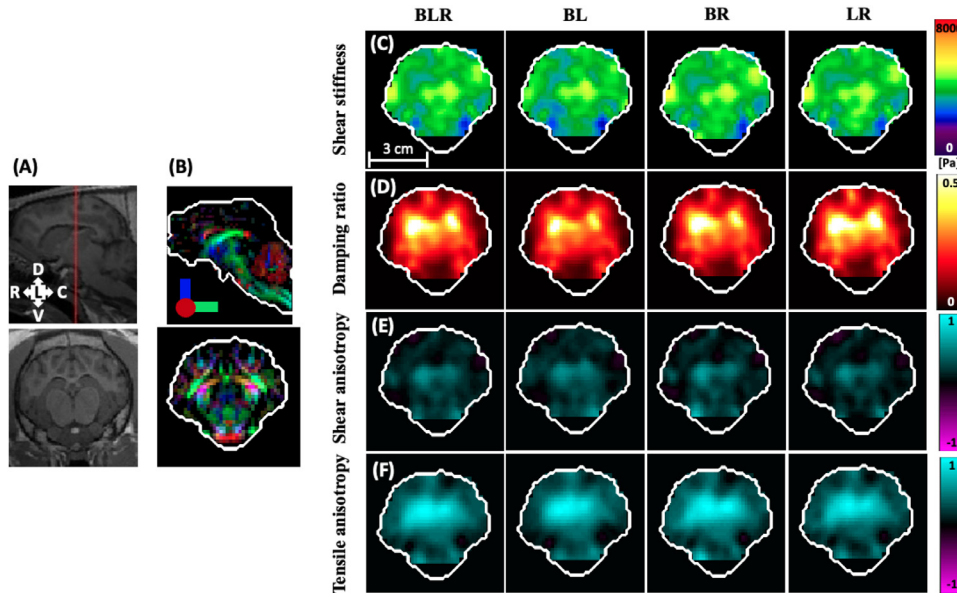 BLR BL BR LR
(A)
D
R L C
V
(B)
Shear stiffness
(C)
3 cm
8000
0
[Pa]
Damping ratio
(D)
0.5
0
Shear anisotropy
(E)
1
-1
Tensile anisotropy
(F)
1
-1